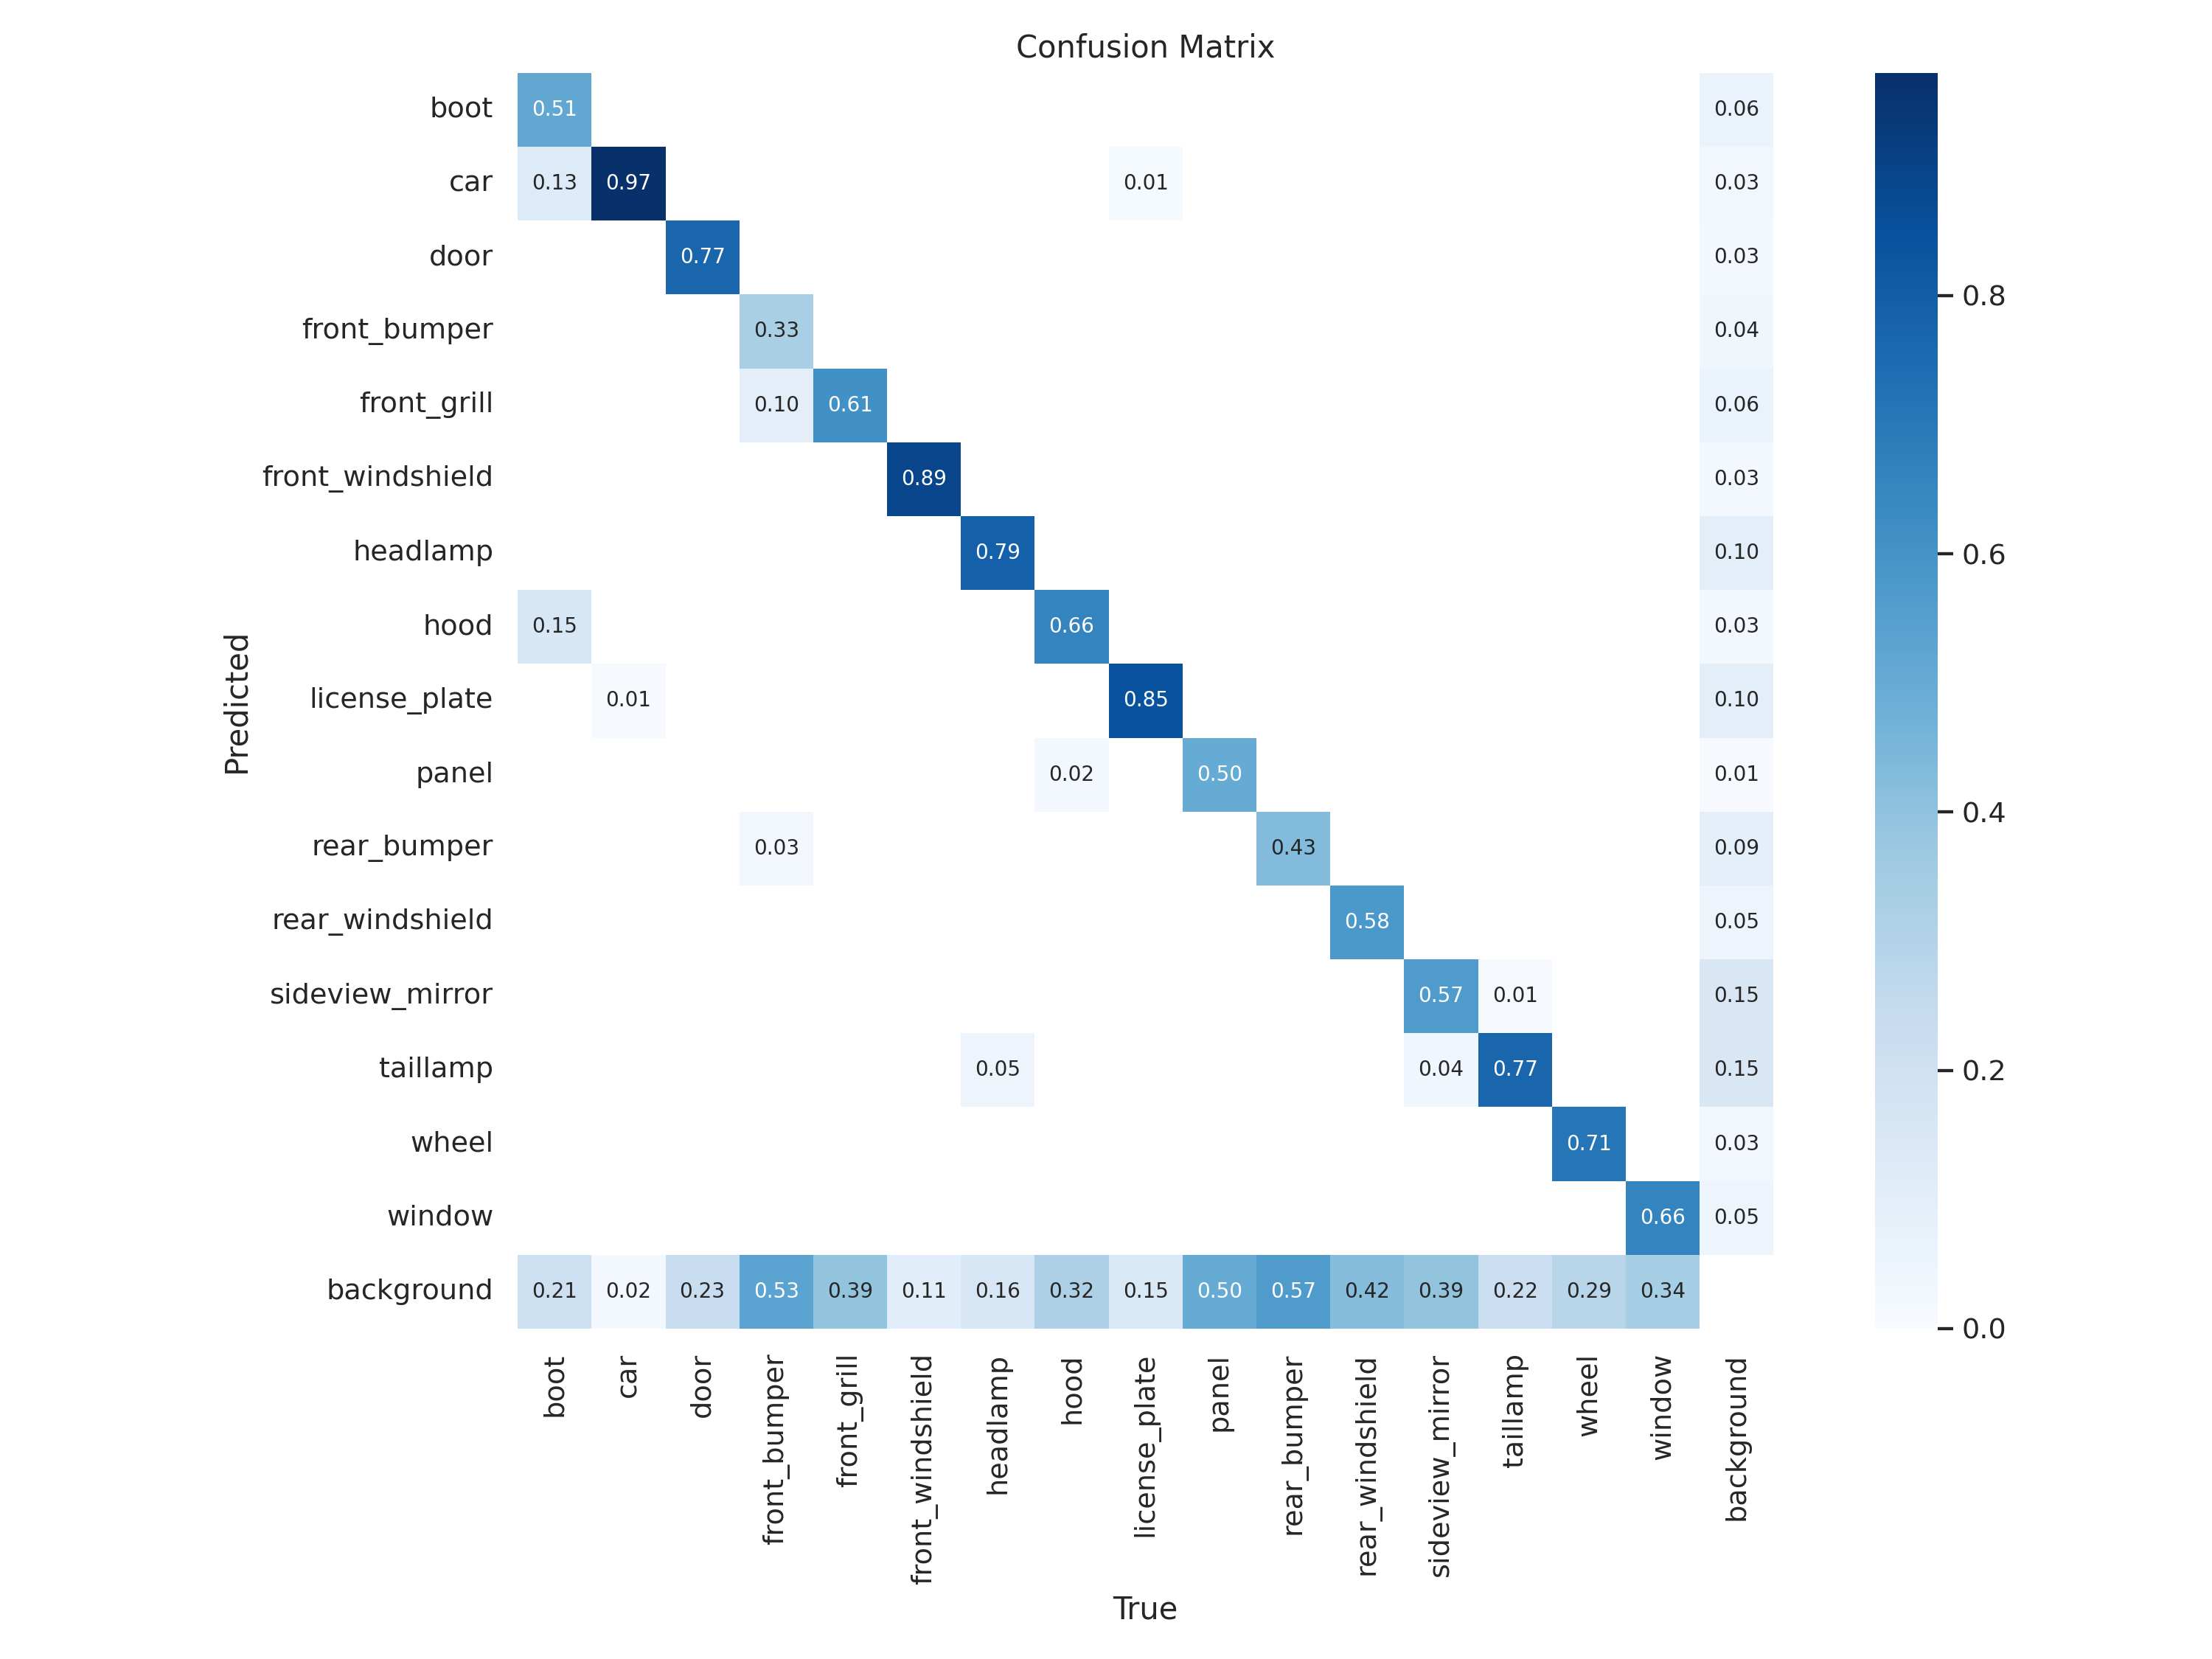 Confusion Matrix
boot 0.51 0.06
car 0.13 0.97 0.01 0.03
door 0.77 0.03
front_bumper 0.33 0.04
front_grill 0.10 0.61 0.06
front_windshield 0.89 0.03
headlamp 0.79 0.10
hood 0.15 0.66 0.03
license_plate 0.01 0.85 0.10
panel 0.02 0.50 0.01
rear_bumper 0.03 0.43 0.09
rear_windshield 0.58 0.05
sideview_mirror 0.57 0.01 0.15
taillamp 0.05 0.04 0.77 0.15
wheel 0.71 0.03
window 0.66 0.05
background 0.21 0.02 0.23 0.53 0.39 0.11 0.16 0.32 0.15 0.50 0.57 0.42 0.39 0.22 0.29 0.34
boot car door front_bumper front_grill front_windshield headlamp hood license_plate panel rear_bumper rear_windshield sideview_mirror taillamp wheel window background
True
Predicted
0.8
0.6
0.4
0.2
0.0